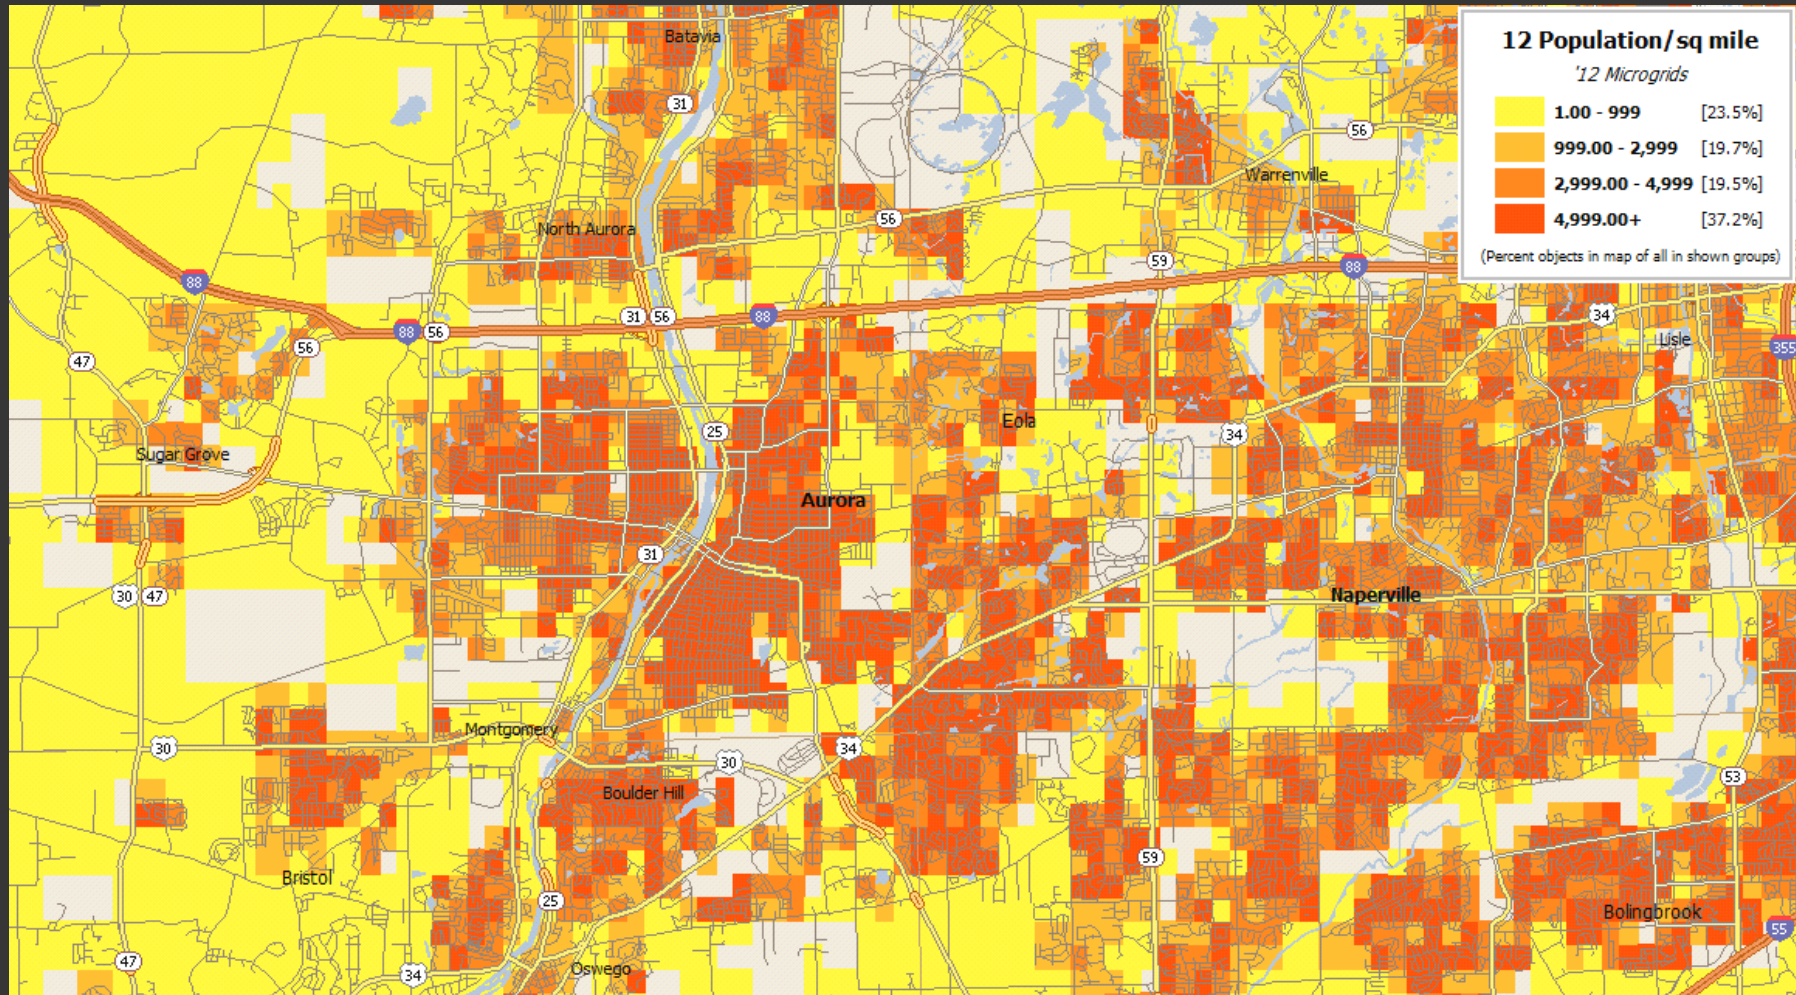 12 Population/sq mile
'12 Microgrids
1.00 - 999 [23.5%]
999.00 - 2,999 [19.7%]
2,999.00 - 4,999 [19.5%]
4,999.00+ [37.2%]
(Percent objects in map of all in shown groups)
Batavia
31
56
Warrenville
56
North Aurora
59
88
88
31 56
88
34
88 56
56
Lisle
355
47
Eola
25
34
Sugar Grove
Aurora
31
30 47
Naperville
Montgomery
30
34
30
53
Boulder Hill
59
Bristol
25
Bolingbrook
55
47
Oswego
34